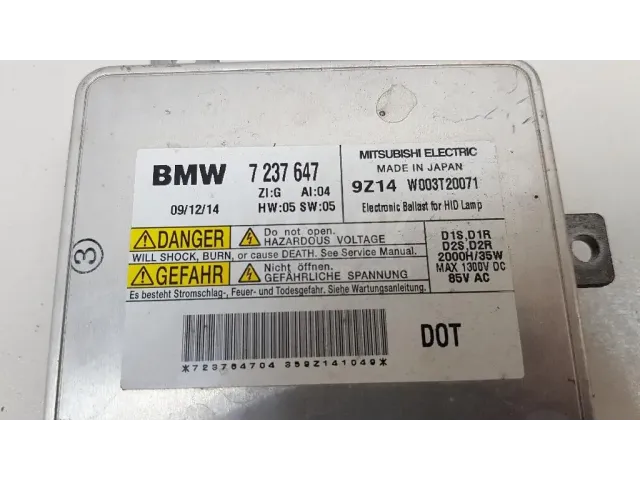 BMW 7 237 647
ZI:G AI:04
09/12/14 HW:05 SW:05
MITSUBISHI ELECTRIC
MADE IN JAPAN
9Z14 W003T20071
Electronic Ballast for HID Lamp
DANGER Do not open.
HAZARDOUS VOLTAGE
WILL SHOCK, BURN, or cause DEATH. See Service Manual.
GEFAHR Nicht öffnen.
GEFÄHRLICHE SPANNUNG
Es besteht Stromschlag-, Feuer- und Todesgefahr. Siehe Wartungsanleitung.
D1S,D1R
D2S,D2R
2000H/35W
MAX 1300V DC
85V AC
DOT
*723764704 359Z141049*
3